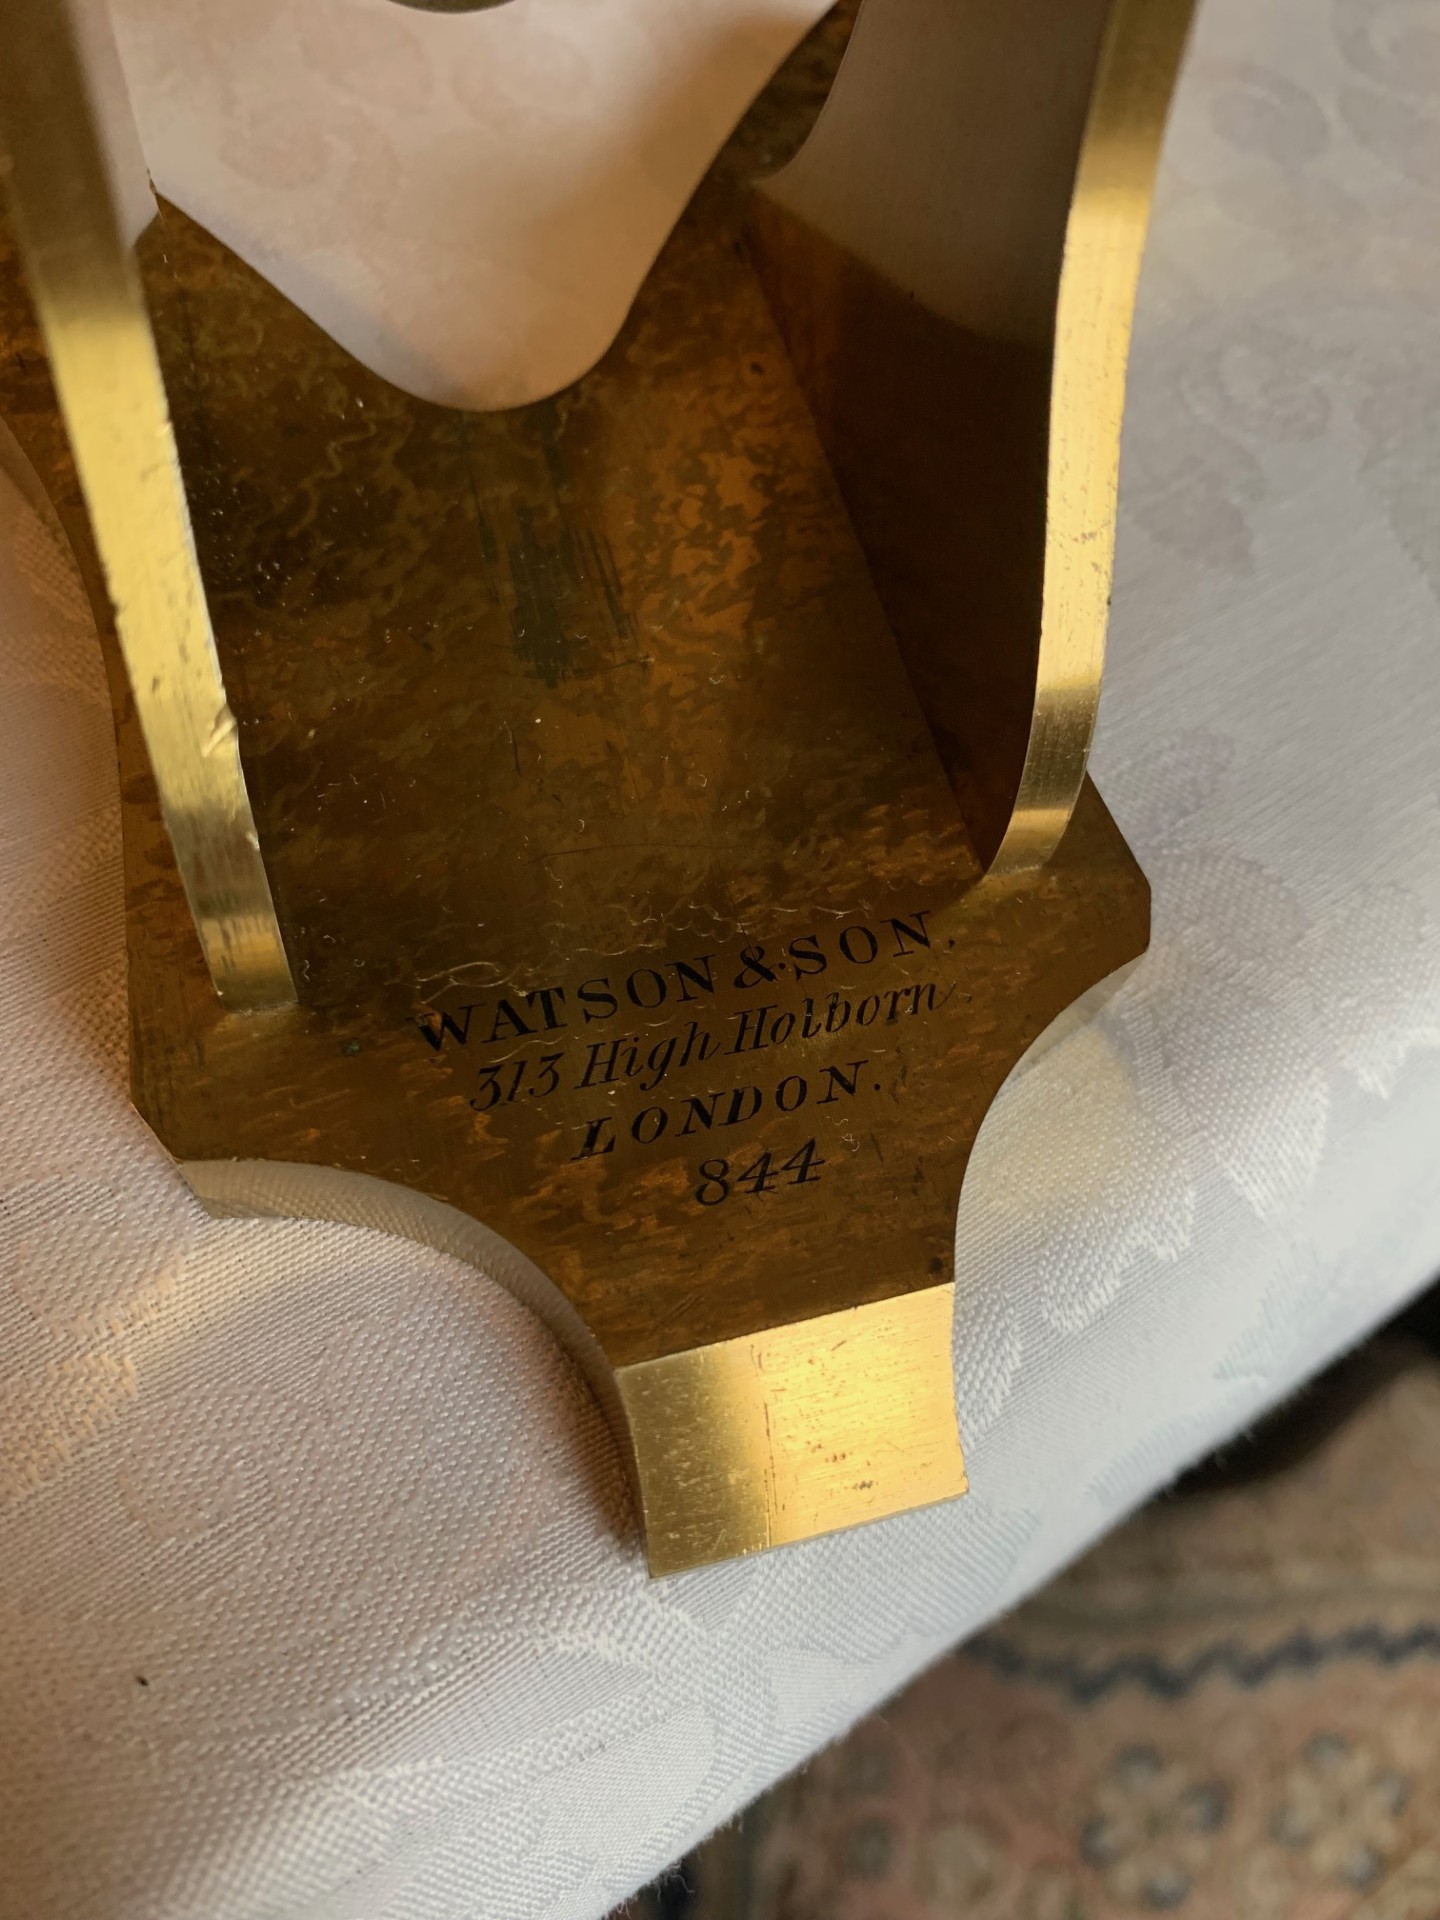 WATSON & SON.
313 High Holborn.
LONDON.
844